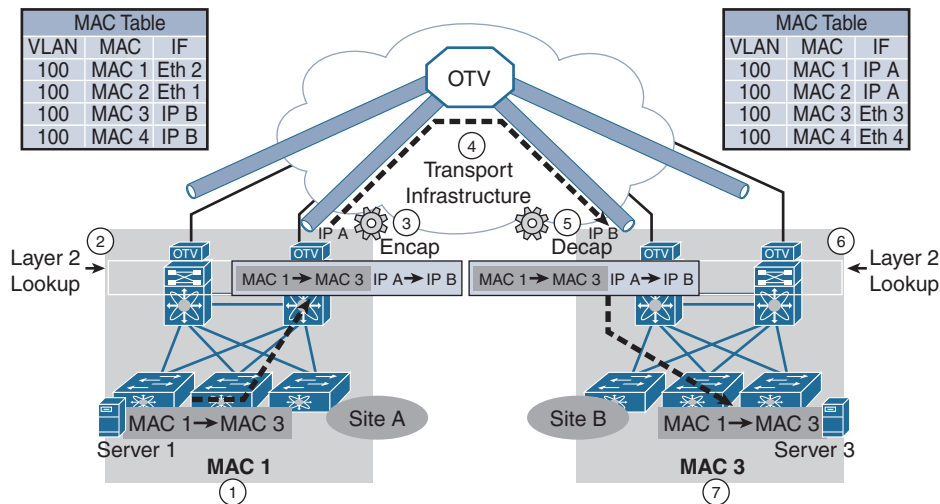 MAC Table
VLAN MAC IF
100 MAC 1 Eth 2
100 MAC 2 Eth 1
100 MAC 3 IP B
100 MAC 4 IP B
MAC Table
VLAN MAC IF
100 MAC 1 IP A
100 MAC 2 IP A
100 MAC 3 Eth 3
100 MAC 4 Eth 4
OTV
4
Transport
Infrastructure
IP A
3
Encap
5
IP B
Decap
2
Layer 2
Lookup
OTV
OTV
OTV
OTV
6
Layer 2
Lookup
MAC 1→MAC 3 IP A→IP B
MAC 1→MAC 3 IP A→IP B
MAC 1→MAC 3
Server 1
Site A
MAC 1
1
Site B
MAC 1→MAC 3
Server 3
MAC 3
7